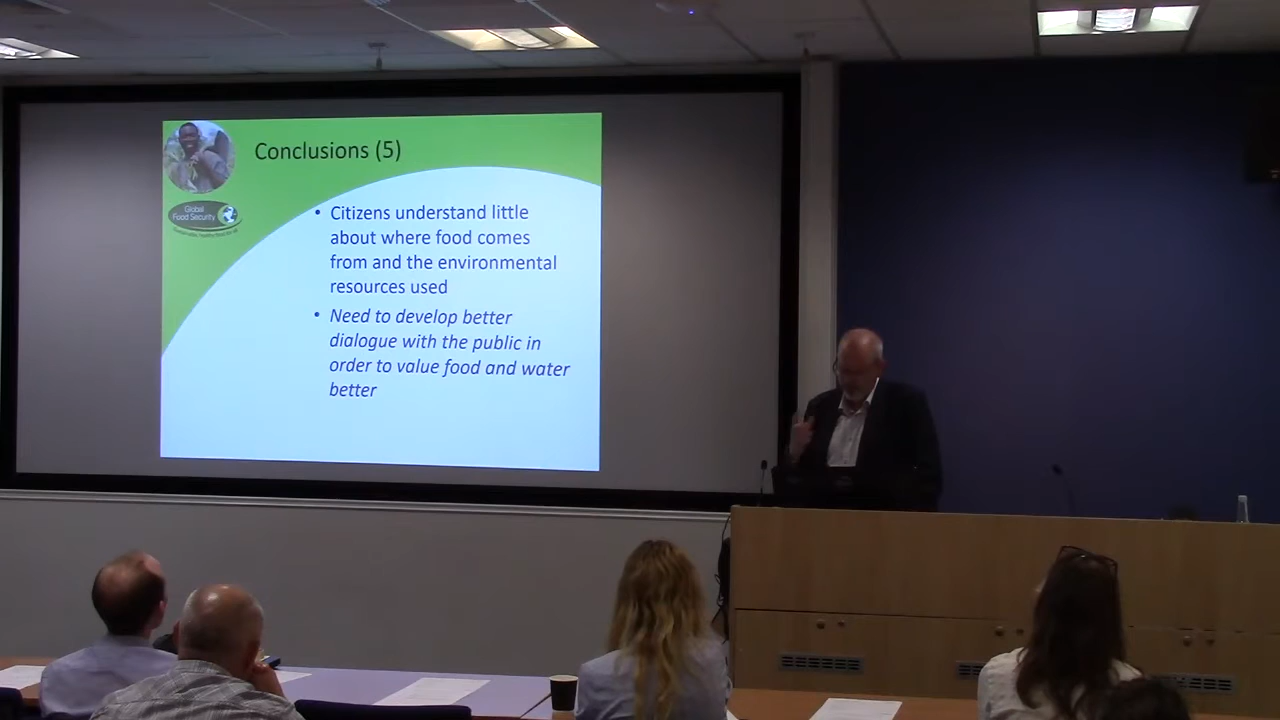 Conclusions (5)
Global
Food Security
• Citizens understand little
about where food comes
from and the environmental
resources used
• Need to develop better
dialogue with the public in
order to value food and water
better